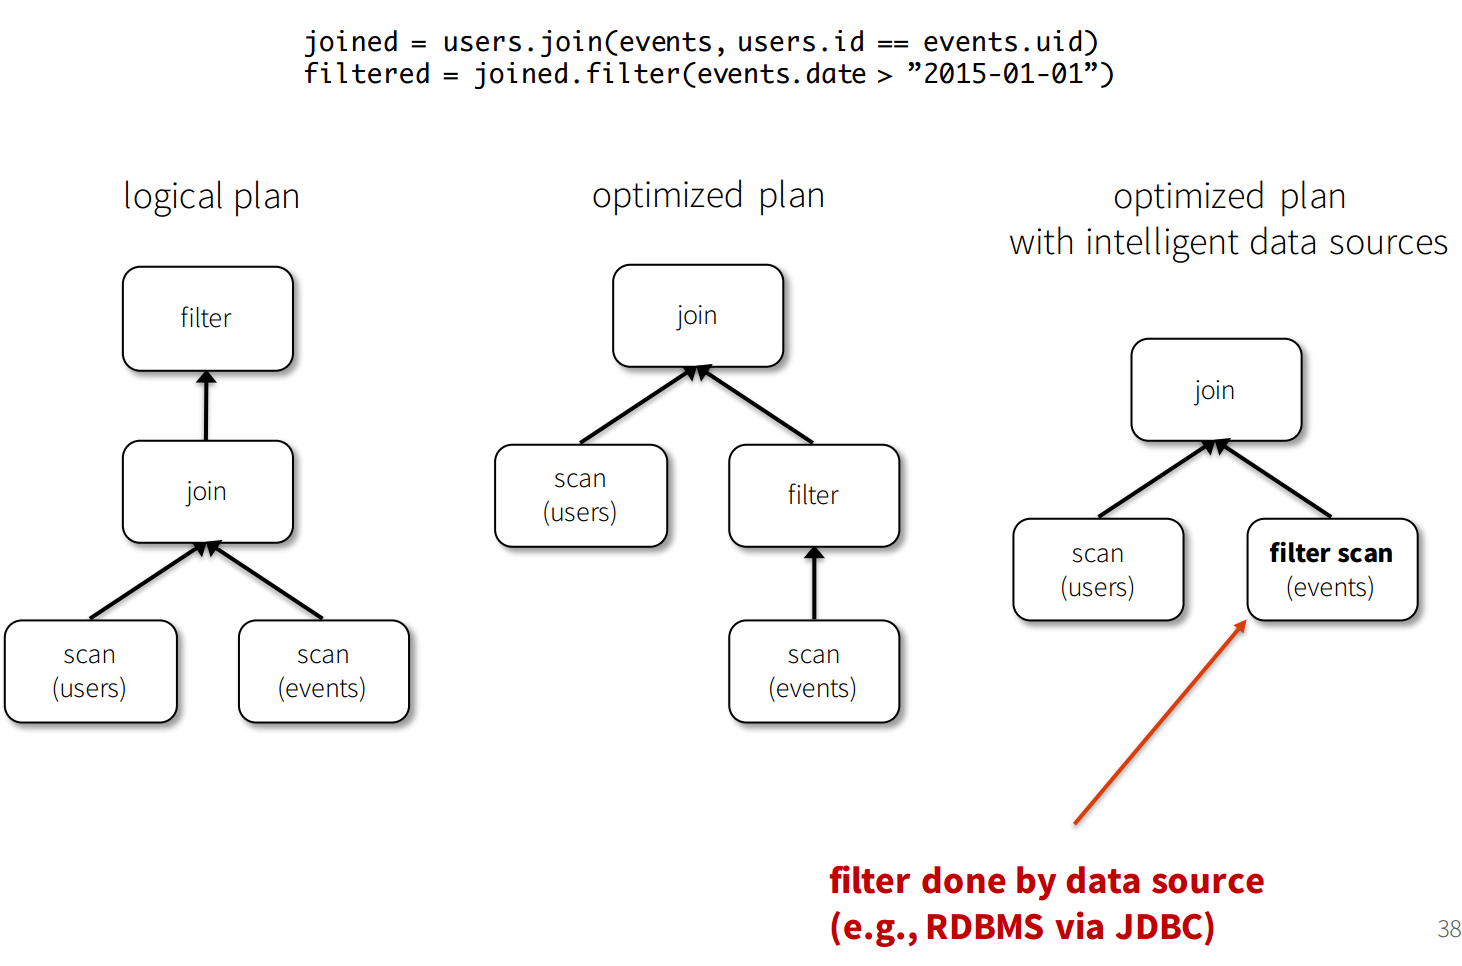 joined = users.join(events, users.id == events.uid)
filtered = joined.filter(events.date > ”2015-01-01”)
logical plan
filter
join
scan
(users)
scan
(events)
optimized plan
join
scan
(users)
filter
scan
(events)
optimized plan
with intelligent data sources
join
scan
(users)
filter scan
(events)
filter done by data source
(e.g., RDBMS via JDBC)
38